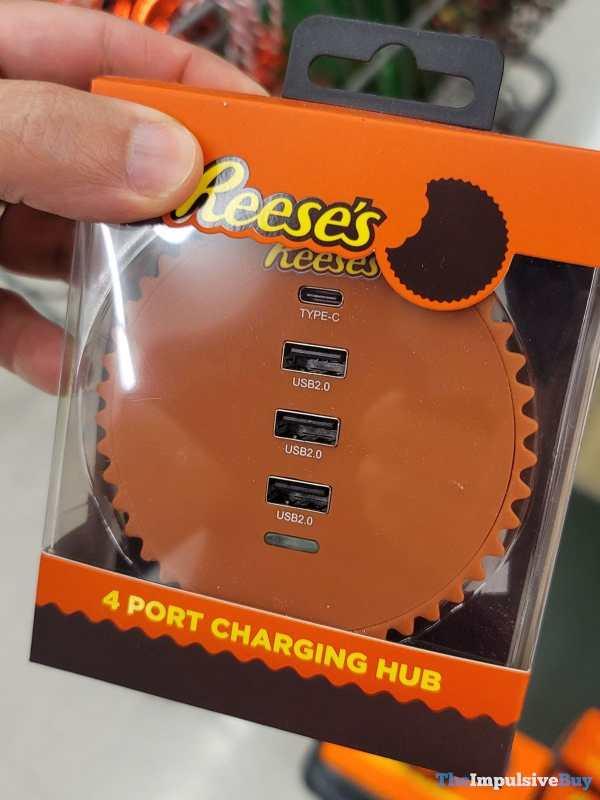 Reese's
Reese's
TYPE-C
USB2.0
USB2.0
USB2.0
4 PORT CHARGING HUB
TheImpulsiveBuy